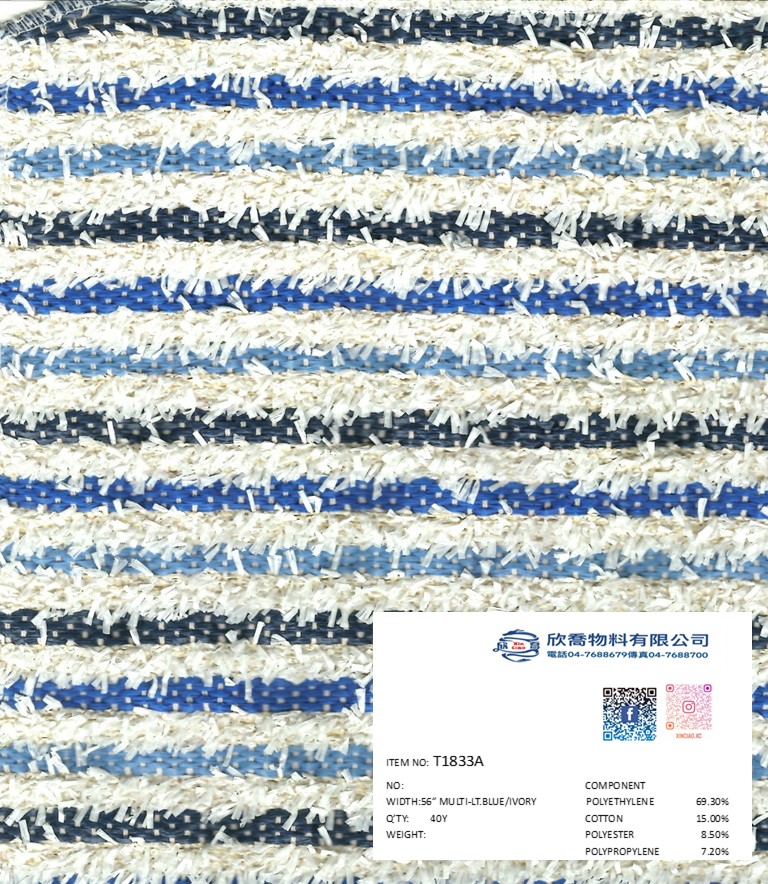 欣喬物料有限公司
電話04-7688679傳真04-7688700
XINCIAO.KC
ITEM NO: T1833A
NO:
WIDTH:56" MULTI-LT.BLUE/IVORY
Q'TY: 40Y
WEIGHT:
COMPONENT
POLYETHYLENE 69.30%
COTTON 15.00%
POLYESTER 8.50%
POLYPROPYLENE 7.20%